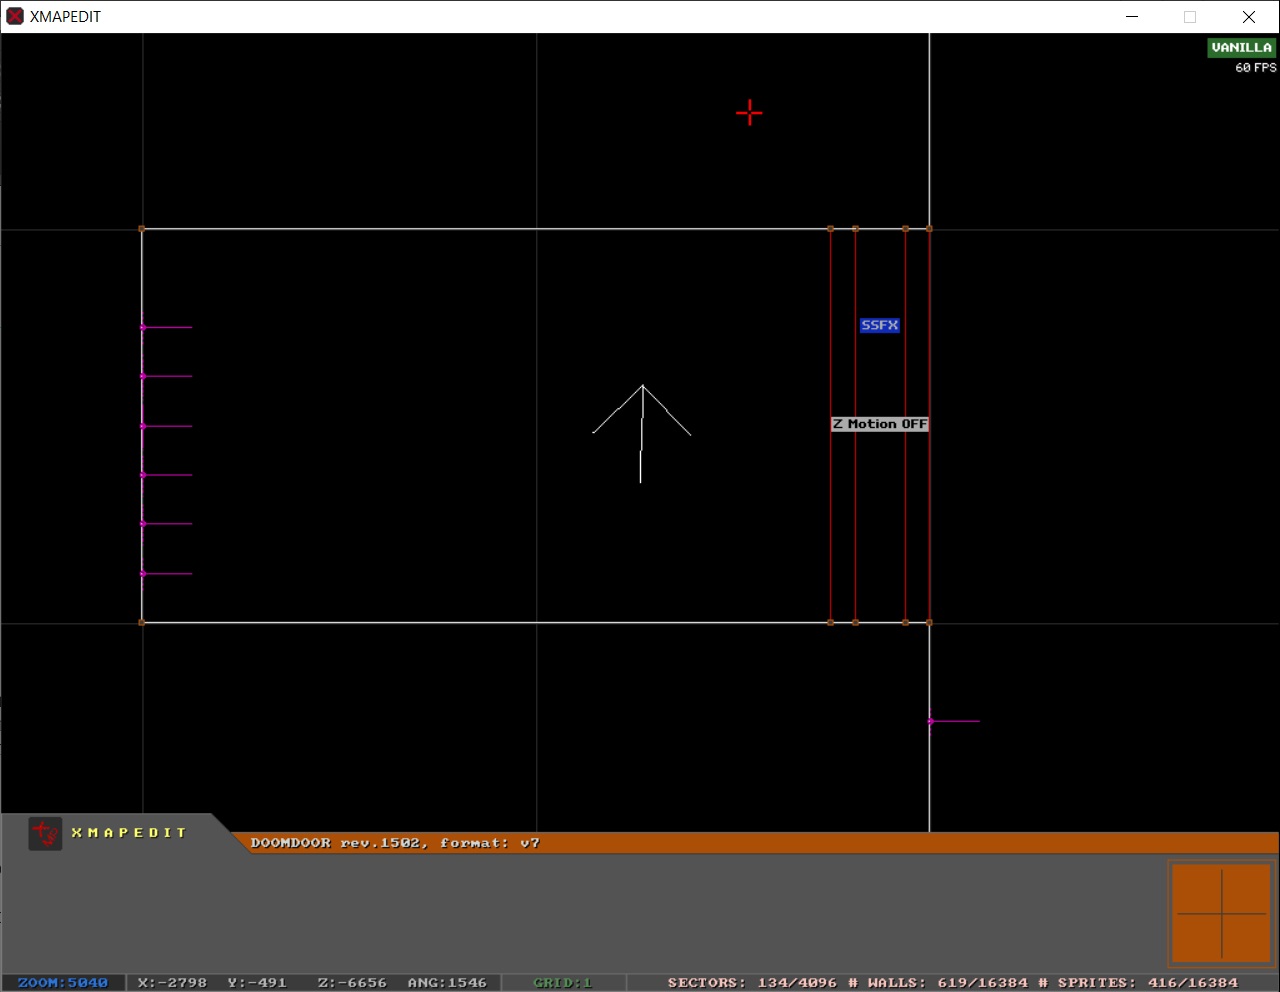 XMAPEDIT
VANILLA
60 FPS
SSFX
Z Motion OFF
XMAPEDIT
DOOMDOOR rev.1502, format: v7
ZOOM:5040 X:-2798 Y:-491 Z:-6656 ANG:1546 GRID:1 SECTORS: 134/4096 # WALLS: 619/16384 # SPRITES: 416/16384